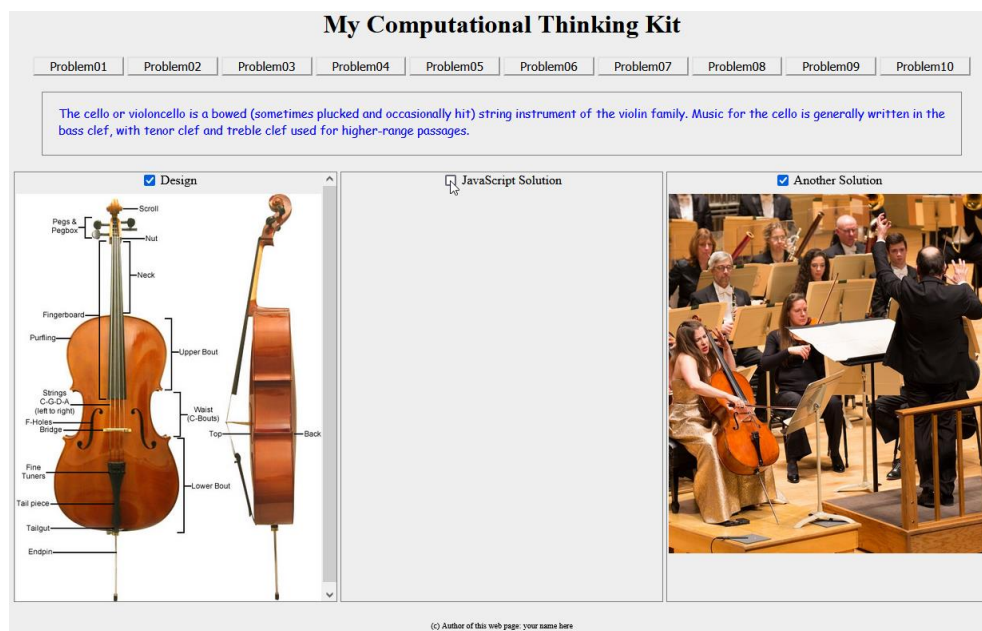 My Computational Thinking Kit
Problem01 Problem02 Problem03 Problem04 Problem05 Problem06 Problem07 Problem08 Problem09 Problem10
The cello or violoncello is a bowed (sometimes plucked and occasionally hit) string instrument of the violin family. Music for the cello is generally written in the
bass clef, with tenor clef and treble clef used for higher-range passages.
Design
Scroll
Pegs &
Pegbox
Nut
Neck
Fingerboard
Purfling
Upper Bout
Strings
C-G-D-A
(left to right)
Waist
(C-Bouts)
F-Holes
Bridge
Top
Back
Fine
Tuners
Lower Bout
Tail piece
Tailgut
Endpin
JavaScript Solution
Another Solution
(c) Author of this web page: your name here